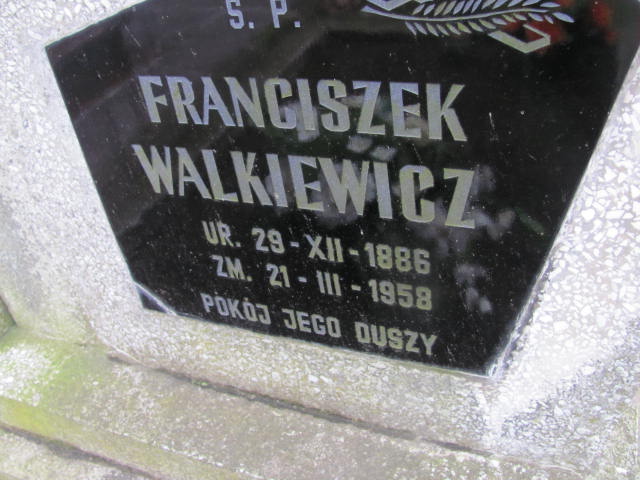 Ś. P.
FRANCISZEK
WALKIEWICZ
UR. 29-XII-1886
ZM. 21-III-1958
POKÓJ JEGO DUSZY